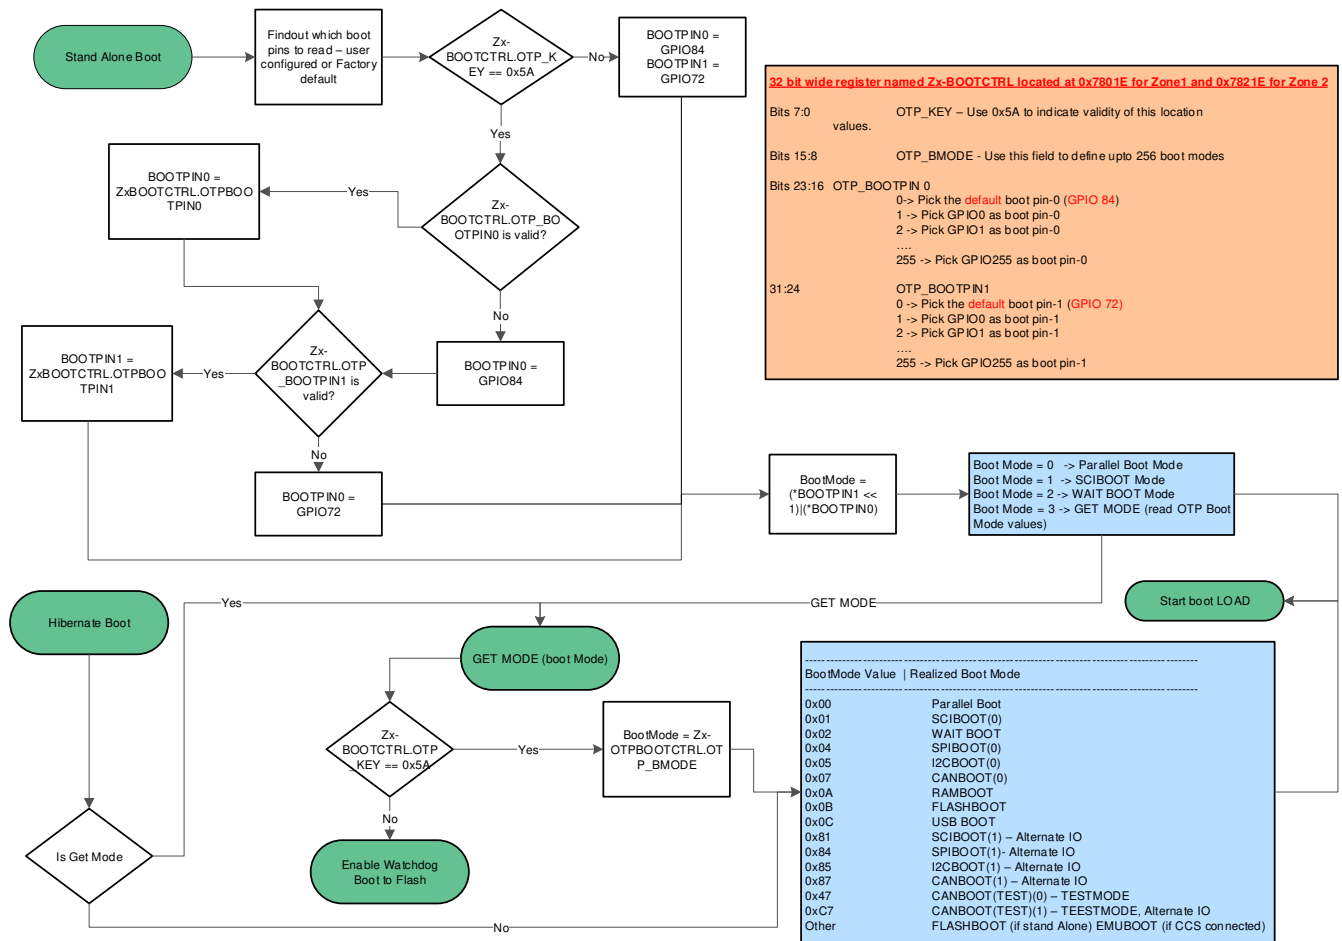 Stand Alone Boot
Findout which boot
pins to read – user
configured or Factory
default
Zx-
BOOTCTRL.OTP_K
EY == 0x5A
No
BOOTPIN0 =
GPIO84
BOOTPIN1 =
GPIO72
Yes
32 bit wide register named Zx-BOOTCTRL located at 0x7801E for Zone1 and 0x7821E for Zone 2
Bits 7:0 OTP_KEY – Use 0x5A to indicate validity of this location
values.
Bits 15:8 OTP_BMODE - Use this field to define upto 256 boot modes
Bits 23:16 OTP_BOOTPIN 0
0-> Pick the default boot pin-0 (GPIO 84)
1 -> Pick GPIO0 as boot pin-0
2 -> Pick GPIO1 as boot pin-0
....
255 -> Pick GPIO255 as boot pin-0
31:24 OTP_BOOTPIN1
0 -> Pick the default boot pin-1 (GPIO 72)
1 -> Pick GPIO0 as boot pin-1
2 -> Pick GPIO1 as boot pin-1
....
255 -> Pick GPIO255 as boot pin-1
BOOTPIN0 =
ZxBOOTCTRL.OTPBOO
TPIN0
Yes
Zx-
BOOTCTRL.OTP_BO
OTPIN0 is valid?
No
BOOTPIN1 =
ZxBOOTCTRL.OTPBOO
TPIN1
Yes
Zx-
BOOTCTRL.OTP
_BOOTPIN1 is
valid?
BOOTPIN0 =
GPIO84
No
BOOTPIN0 =
GPIO72
BootMode =
(*BOOTPIN1 <<
1)|(*BOOTPIN0)
Boot Mode = 0 -> Parallel Boot Mode
Boot Mode = 1 -> SCIBOOT Mode
Boot Mode = 2 -> WAIT BOOT Mode
Boot Mode = 3 -> GET MODE (read OTP Boot
Mode values)
Hibernate Boot
Yes
GET MODE
Start boot LOAD
GET MODE (boot Mode)
Zx-
BOOTCTRL.OTP
_KEY == 0x5A
Yes
BootMode = Zx-
OTPBOOTCTRL.OT
P_BMODE
No
Enable Watchdog
Boot to Flash
Is Get Mode
No
---------------------------------------------------------------------------------------------
BootMode Value | Realized Boot Mode
---------------------------------------------------------------------------------------------
0x00 Parallel Boot
0x01 SCIBOOT(0)
0x02 WAIT BOOT
0x04 SPIBOOT(0)
0x05 I2CBOOT(0)
0x07 CANBOOT(0)
0x0A RAMBOOT
0x0B FLASHBOOT
0x0C USB BOOT
0x81 SCIBOOT(1) – Alternate IO
0x84 SPIBOOT(1)- Alternate IO
0x85 I2CBOOT(1) – Alternate IO
0x87 CANBOOT(1) – Alternate IO
0x47 CANBOOT(TEST)(0) – TESTMODE
0xC7 CANBOOT(TEST)(1) – TEESTMODE, Alternate IO
Other FLASHBOOT (if stand Alone) EMUBOOT (if CCS connected)